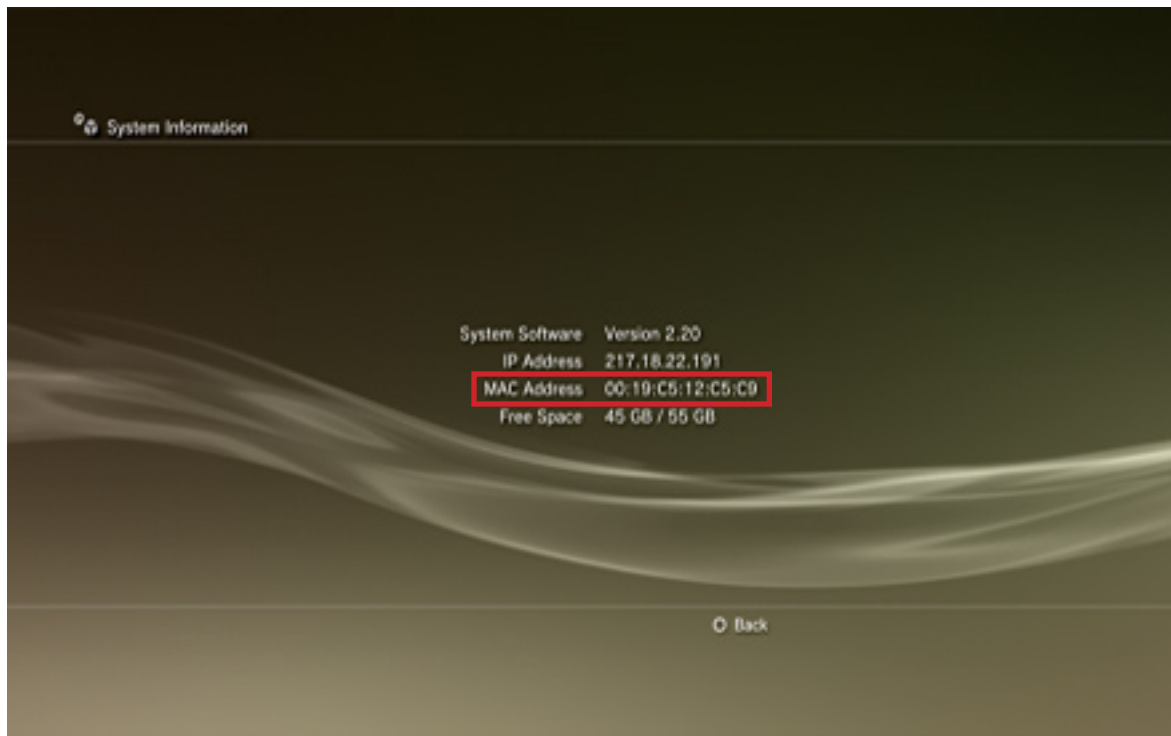 System Information
System Software Version 2.20
IP Address 217.18.22.191
MAC Address 00:19:C5:12:C5:C9
Free Space 45 GB / 55 GB
Back